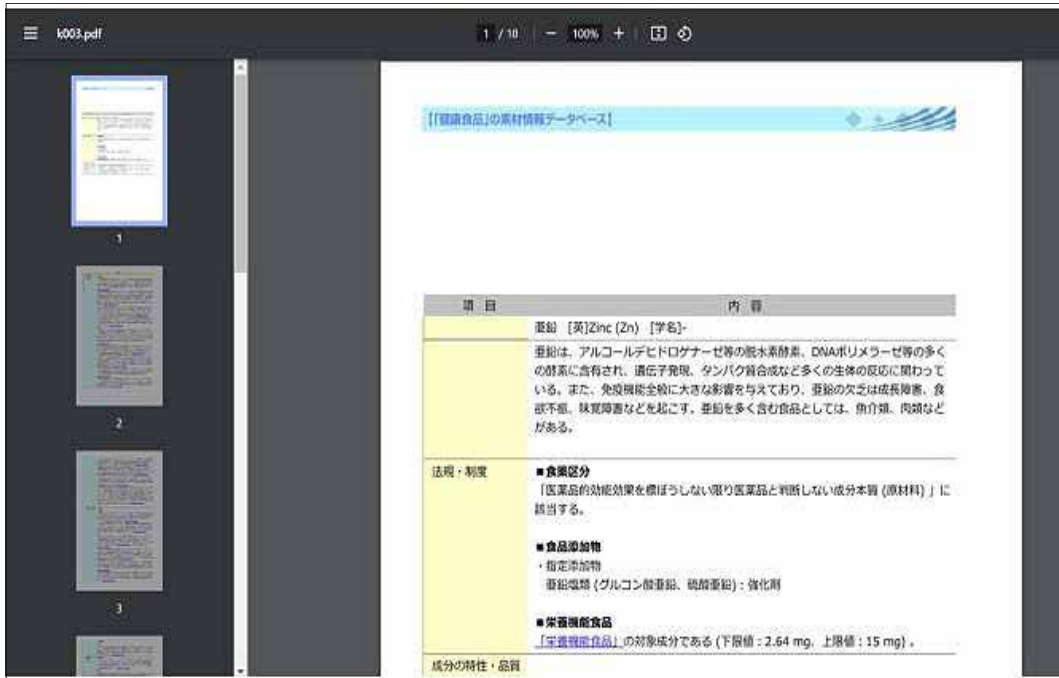 k003.pdf
1 / 10
100%
【「健康食品」の素材情報データベース】
項 目
内 容
亜鉛 [英]Zinc (Zn) [学名]-
亜鉛は、アルコールデヒドロゲナーゼ等の脱水素酵素、DNAポリメラーゼ等の多く
の酵素に含有され、遺伝子発現、タンパク質合成など多くの生体の反応に関わって
いる。また、免疫機能全般に大きな影響を与えており、亜鉛の欠乏は成長障害、食
欲不振、味覚障害などを起こす。亜鉛を多く含む食品としては、魚介類、肉類など
がある。
法規・制度
■食薬区分
「医薬品的効能効果を標ぼうしない限り医薬品と判断しない成分本質 (原材料) 」に
該当する。
■食品添加物
・指定添加物
亜鉛塩類 (グルコン酸亜鉛、硫酸亜鉛) : 強化剤
■栄養機能食品
「栄養機能食品」の対象成分である (下限値 : 2.64 mg、上限値 : 15 mg) 。
成分の特性・品質
1
2
3